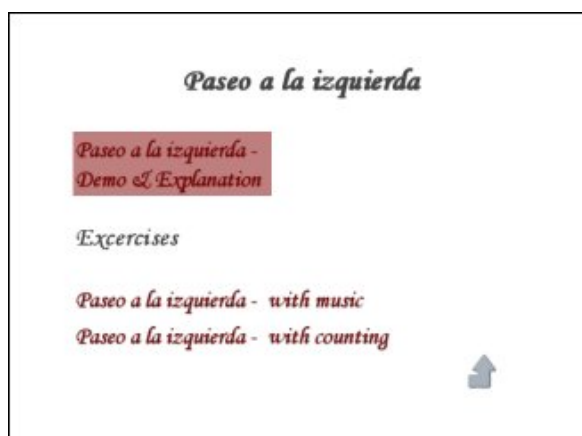 Paseo a la izquierda
Paseo a la izquierda -
Demo & Explanation
Excercises
Paseo a la izquierda - with music
Paseo a la izquierda - with counting